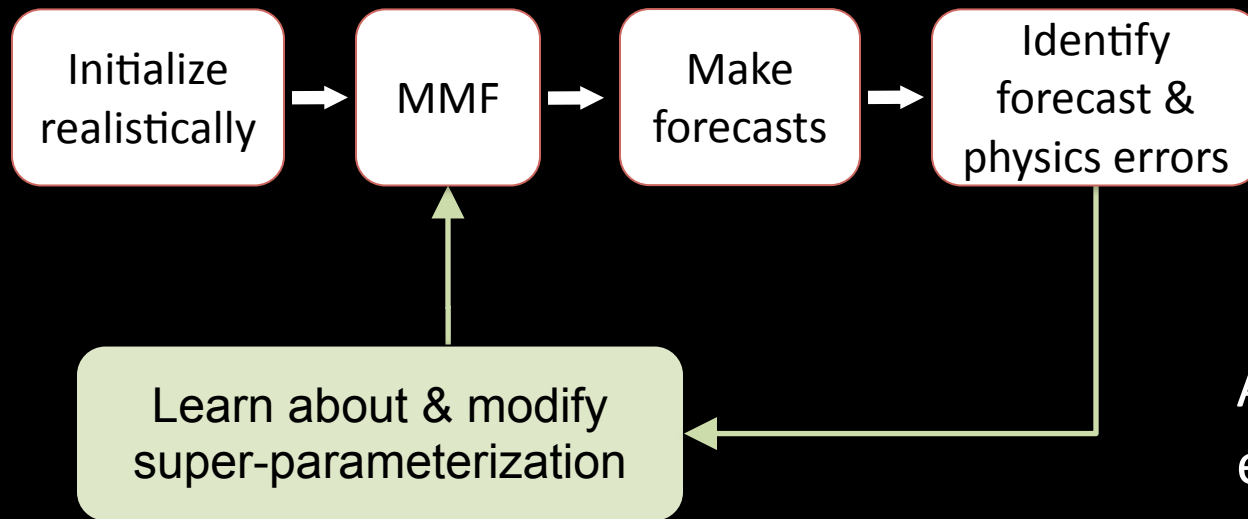 Initialize
realistically
MMF
Make
forecasts
Identify
forecast &
physics errors
Learn about & modify
super-parameterization